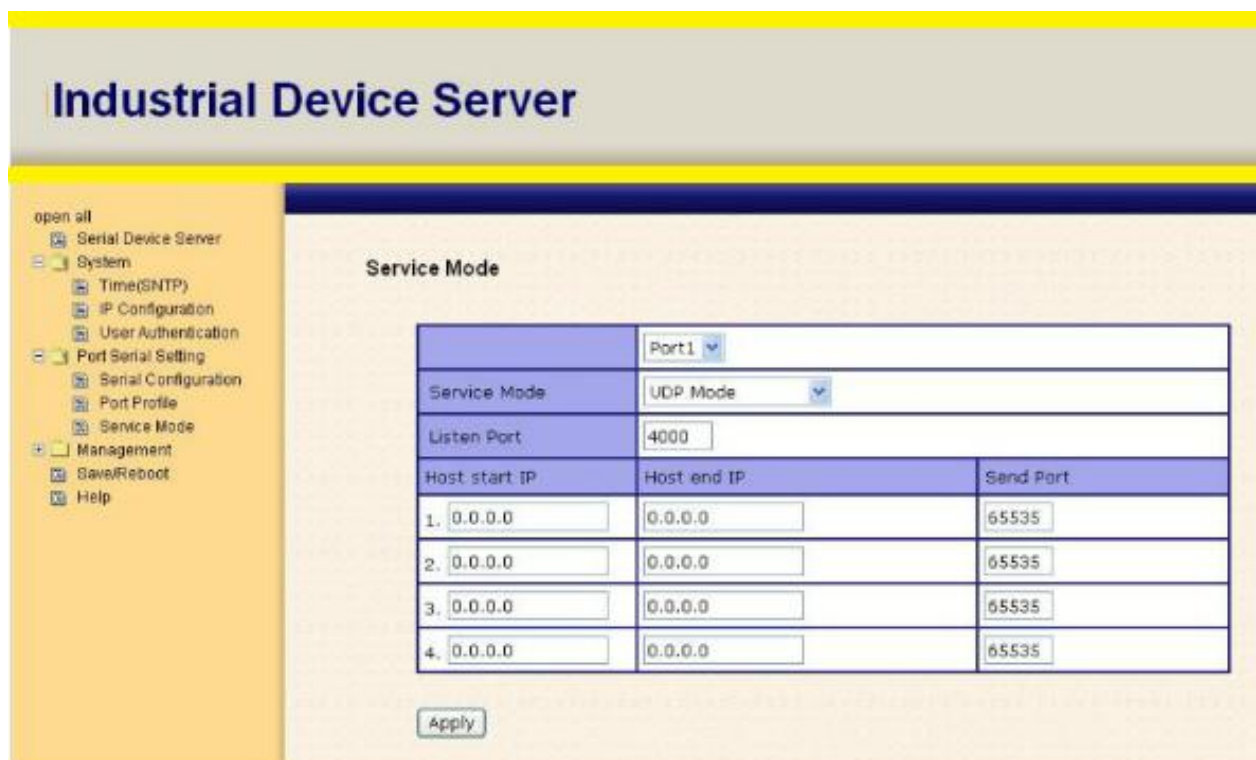 Industrial Device Server
open all
Serial Device Server
System
Time(SNTP)
IP Configuration
User Authentication
Port Serial Setting
Serial Configuration
Port Profile
Service Mode
Management
Save/Reboot
Help
Service Mode
Port1
Service Mode UDP Mode
Listen Port 4000
Host start IP Host end IP Send Port
1. 0.0.0.0 0.0.0.0 65535
2. 0.0.0.0 0.0.0.0 65535
3. 0.0.0.0 0.0.0.0 65535
4. 0.0.0.0 0.0.0.0 65535
Apply